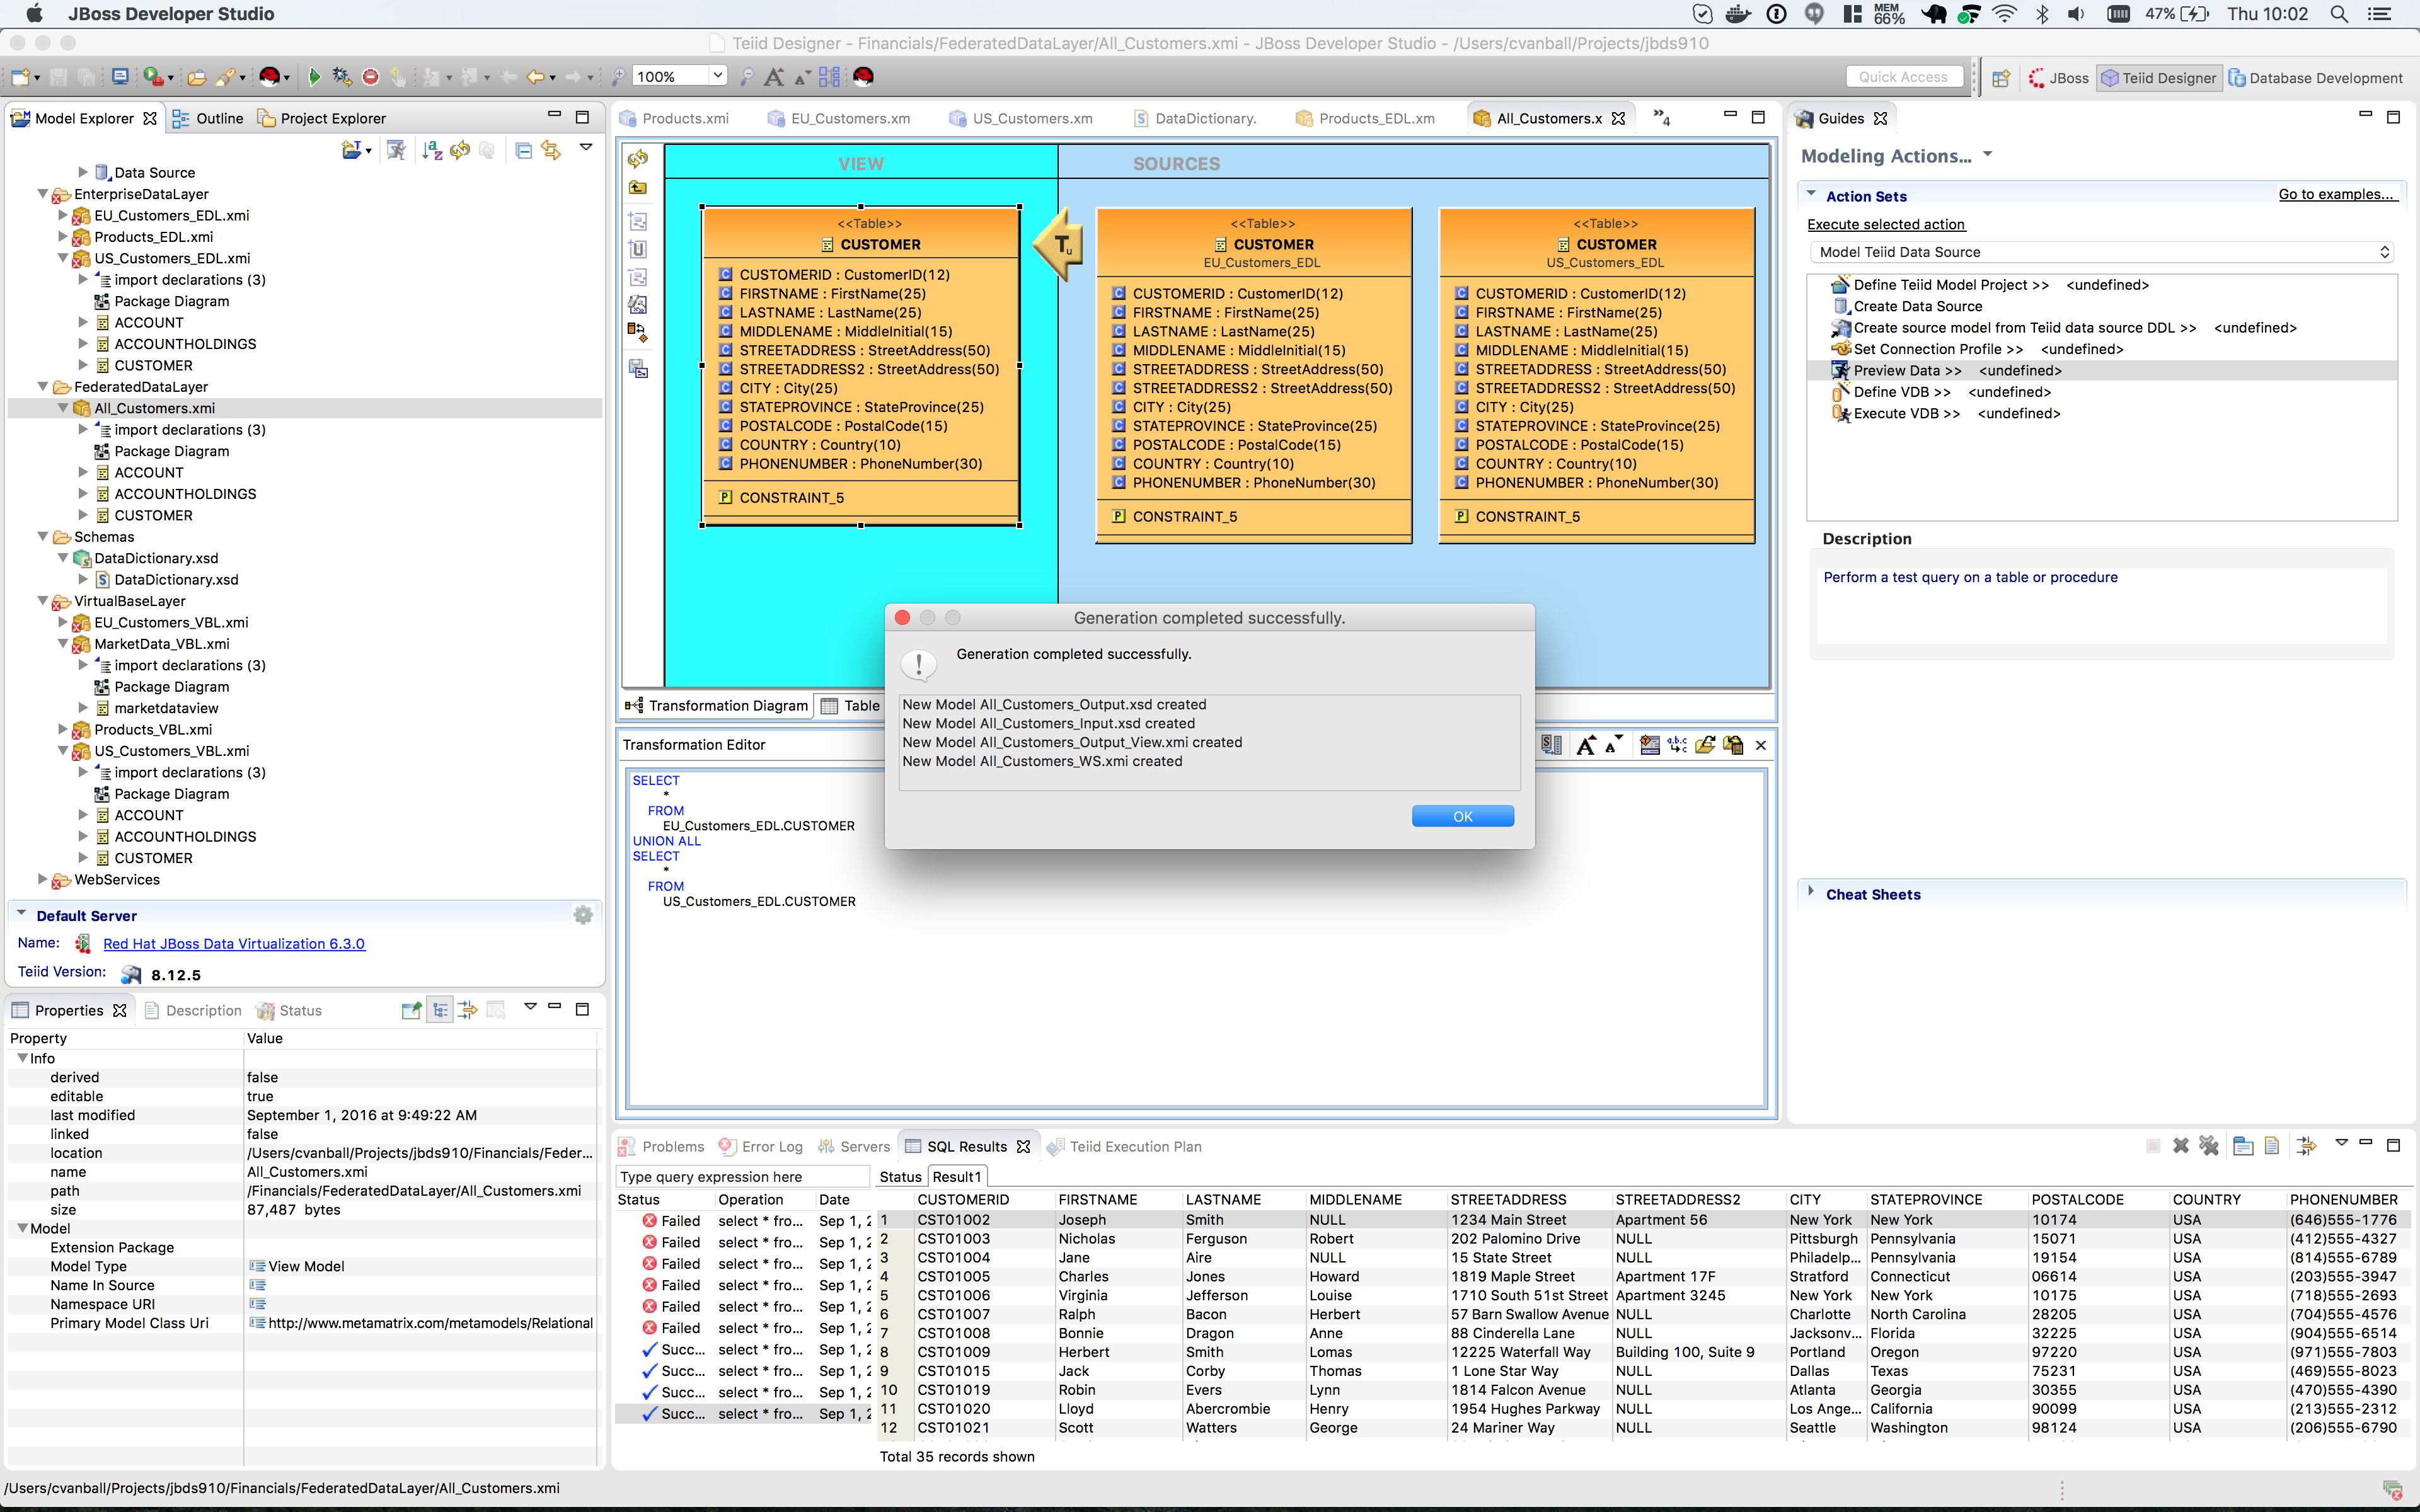 JBoss Developer Studio
MEM 66%
47%
Thu 10:02
Teiid Designer - Financials/FederatedDataLayer/All_Customers.xmi - JBoss Developer Studio - /Users/cvanball/Projects/jbds910
100%
Quick Access
JBoss
Teiid Designer
Database Development
Model Explorer
Outline
Project Explorer
Data Source
EnterpriseDataLayer
EU_Customers_EDL.xmi
Products_EDL.xmi
US_Customers_EDL.xmi
import declarations (3)
Package Diagram
ACCOUNT
ACCOUNTHOLDINGS
CUSTOMER
FederatedDataLayer
All_Customers.xmi
import declarations (3)
Package Diagram
ACCOUNT
ACCOUNTHOLDINGS
CUSTOMER
Schemas
DataDictionary.xsd
DataDictionary.xsd
VirtualBaseLayer
EU_Customers_VBL.xmi
MarketData_VBL.xmi
import declarations (3)
Package Diagram
marketdataview
Products_VBL.xmi
US_Customers_VBL.xmi
import declarations (3)
Package Diagram
ACCOUNT
ACCOUNTHOLDINGS
CUSTOMER
WebServices
Default Server
Name: Red Hat JBoss Data Virtualization 6.3.0
Teiid Version: 8.12.5
Properties
Description
Status
Property Value
Info
derived false
editable true
last modified September 1, 2016 at 9:49:22 AM
linked false
location /Users/cvanball/Projects/jbds910/Financials/Feder...
name All_Customers.xmi
path /Financials/FederatedDataLayer/All_Customers.xmi
size 87,487 bytes
Model
Extension Package
Model Type View Model
Name In Source
Namespace URI
Primary Model Class Uri http://www.metamatrix.com/metamodels/Relational
Products.xmi
EU_Customers.xm
US_Customers.xm
DataDictionary.
Products_EDL.xm
All_Customers.x
»4
VIEW
SOURCES
<<Table>>
CUSTOMER
CUSTOMERID : CustomerID(12)
FIRSTNAME : FirstName(25)
LASTNAME : LastName(25)
MIDDLENAME : MiddleInitial(15)
STREETADDRESS : StreetAddress(50)
STREETADDRESS2 : StreetAddress(50)
CITY : City(25)
STATEPROVINCE : StateProvince(25)
POSTALCODE : PostalCode(15)
COUNTRY : Country(10)
PHONENUMBER : PhoneNumber(30)
CONSTRAINT_5
Tu
<<Table>>
CUSTOMER
EU_Customers_EDL
CUSTOMERID : CustomerID(12)
FIRSTNAME : FirstName(25)
LASTNAME : LastName(25)
MIDDLENAME : MiddleInitial(15)
STREETADDRESS : StreetAddress(50)
STREETADDRESS2 : StreetAddress(50)
CITY : City(25)
STATEPROVINCE : StateProvince(25)
POSTALCODE : PostalCode(15)
COUNTRY : Country(10)
PHONENUMBER : PhoneNumber(30)
CONSTRAINT_5
<<Table>>
CUSTOMER
US_Customers_EDL
CUSTOMERID : CustomerID(12)
FIRSTNAME : FirstName(25)
LASTNAME : LastName(25)
MIDDLENAME : MiddleInitial(15)
STREETADDRESS : StreetAddress(50)
STREETADDRESS2 : StreetAddress(50)
CITY : City(25)
STATEPROVINCE : StateProvince(25)
POSTALCODE : PostalCode(15)
COUNTRY : Country(10)
PHONENUMBER : PhoneNumber(30)
CONSTRAINT_5
Transformation Diagram
Table
Generation completed successfully.
Generation completed successfully.
New Model All_Customers_Output.xsd created
New Model All_Customers_Input.xsd created
New Model All_Customers_Output_View.xmi created
New Model All_Customers_WS.xmi created
OK
Transformation Editor
SELECT
*
FROM
EU_Customers_EDL.CUSTOMER
UNION ALL
SELECT
*
FROM
US_Customers_EDL.CUSTOMER
Guides
Modeling Actions...
Action Sets
Go to examples...
Execute selected action
Model Teiid Data Source
Define Teiid Model Project >> <undefined>
Create Data Source
Create source model from Teiid data source DDL >> <undefined>
Set Connection Profile >> <undefined>
Preview Data >> <undefined>
Define VDB >> <undefined>
Execute VDB >> <undefined>
Description
Perform a test query on a table or procedure
Cheat Sheets
Problems
Error Log
Servers
SQL Results
Teiid Execution Plan
Type query expression here
Status Operation Date
Failed select * fro... Sep 1, 2
Failed select * fro... Sep 1, 2
Failed select * fro... Sep 1, 2
Failed select * fro... Sep 1, 2
Failed select * fro... Sep 1, 2
Failed select * fro... Sep 1, 2
Succ... select * fro... Sep 1, 2
Succ... select * fro... Sep 1, 2
Succ... select * fro... Sep 1, 2
Succ... select * fro... Sep 1, 2
Status Result1
CUSTOMERID FIRSTNAME LASTNAME MIDDLENAME STREETADDRESS STREETADDRESS2 CITY STATEPROVINCE POSTALCODE COUNTRY PHONENUMBER
1 CST01002 Joseph Smith NULL 1234 Main Street Apartment 56 New York New York 10174 USA (646)555-1776
2 CST01003 Nicholas Ferguson Robert 202 Palomino Drive NULL Pittsburgh Pennsylvania 15071 USA (412)555-4327
3 CST01004 Jane Aire NULL 15 State Street NULL Philadelp... Pennsylvania 19154 USA (814)555-6789
4 CST01005 Charles Jones Howard 1819 Maple Street Apartment 17F Stratford Connecticut 06614 USA (203)555-3947
5 CST01006 Virginia Jefferson Louise 1710 South 51st Street Apartment 3245 New York New York 10175 USA (718)555-2693
6 CST01007 Ralph Bacon Herbert 57 Barn Swallow Avenue NULL Charlotte North Carolina 28205 USA (704)555-4576
7 CST01008 Bonnie Dragon Anne 88 Cinderella Lane NULL Jacksonv... Florida 32225 USA (904)555-6514
8 CST01009 Herbert Smith Lomas 12225 Waterfall Way Building 100, Suite 9 Portland Oregon 97220 USA (971)555-7803
9 CST01015 Jack Corby Thomas 1 Lone Star Way NULL Dallas Texas 75231 USA (469)555-8023
10 CST01019 Robin Evers Lynn 1814 Falcon Avenue NULL Atlanta Georgia 30355 USA (470)555-4390
11 CST01020 Lloyd Abercrombie Henry 1954 Hughes Parkway NULL Los Ange... California 90099 USA (213)555-2312
12 CST01021 Scott Watters George 24 Mariner Way NULL Seattle Washington 98124 USA (206)555-6790
Total 35 records shown
/Users/cvanball/Projects/jbds910/Financials/FederatedDataLayer/All_Customers.xmi